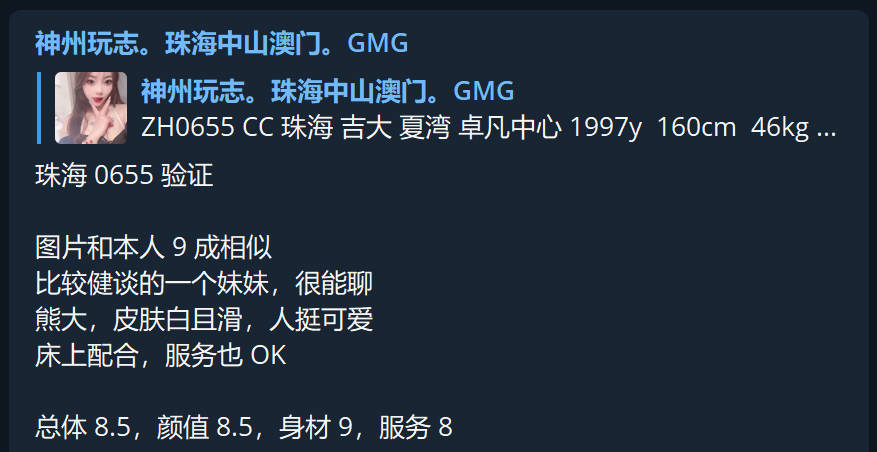 神州玩志。珠海中山澳门。GMG
神州玩志。珠海中山澳门。GMG
ZH0655 CC 珠海 吉大 夏湾 卓凡中心 1997y 160cm 46kg ...
珠海 0655 验证
图片和本人 9 成相似
比较健谈的一个妹妹，很能聊
熊大，皮肤白且滑，人挺可爱
床上配合，服务也 OK
总体 8.5，颜值 8.5，身材 9，服务 8